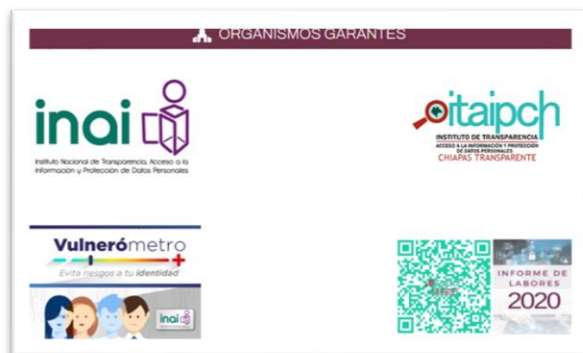 ORGANISMOS GARANTES
inai
Instituto Nacional de Transparencia, Acceso a la
Información y Protección de Datos Personales
itaipch
INSTITUTO DE TRANSPARENCIA
ACCESO A LA INFORMACIÓN Y PROTECCIÓN
DE DATOS PERSONALES
CHIAPAS TRANSPARENTE
Vulnerómetro
Evita riesgos a tu identidad
inai
INFORME DE
LABORES
2020